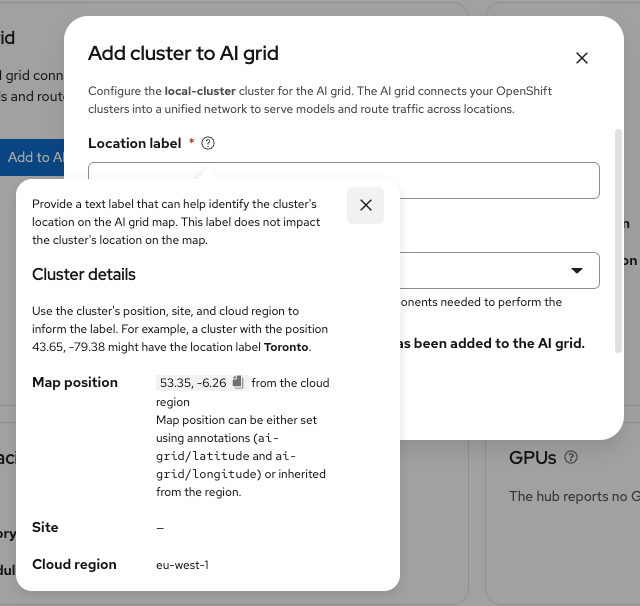 Add cluster to AI grid
Configure the local-cluster cluster for the AI grid. The AI grid connects your OpenShift
clusters into a unified network to serve models and route traffic across locations.
Location label *
Provide a text label that can help identify the cluster's
location on the AI grid map. This label does not impact
the cluster's location on the map.
Cluster details
Use the cluster's position, site, and cloud region to
inform the label. For example, a cluster with the position
43.65, -79.38 might have the location label Toronto.
Map position
53.35, -6.26 from the cloud
region
Map position can be either set
using annotations (ai-
grid/latitude and ai-
grid/longitude) or inherited
from the region.
Site
–
Cloud region
eu-west-1
needed to perform the
has been added to the AI grid.
grid conn
and rout
Add to AI
GPUs
The hub reports no G